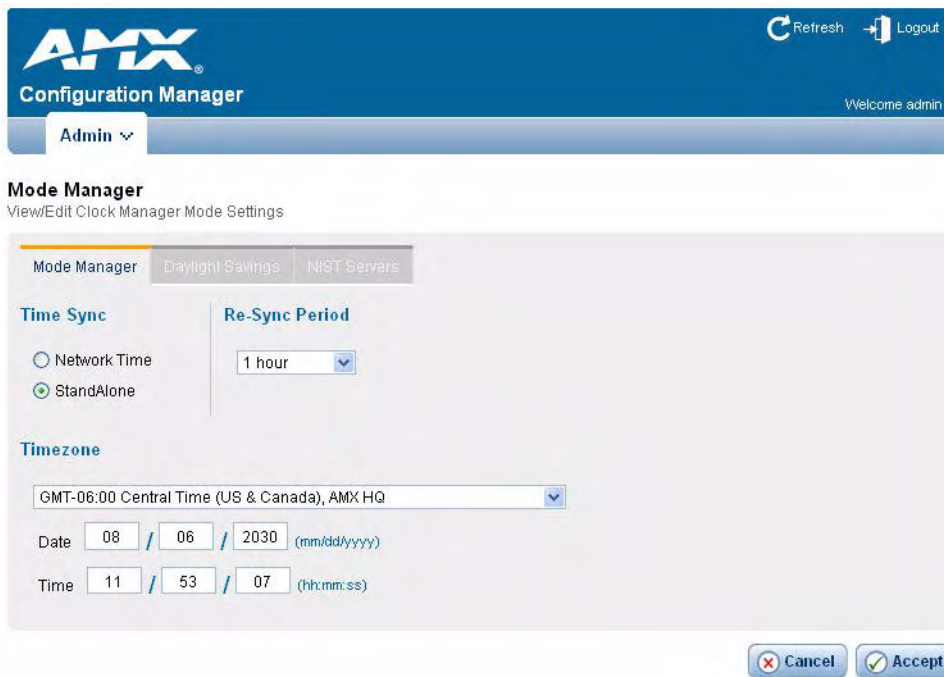 Refresh Logout
AMX®
Configuration Manager
Welcome admin
Admin
Mode Manager
View/Edit Clock Manager Mode Settings
Mode Manager Daylight Savings NIST Servers
Time Sync Re-Sync Period
Network Time 1 hour
StandAlone
Timezone
GMT-06:00 Central Time (US & Canada), AMX HQ
Date 08 / 06 / 2030 (mm/dd/yyyy)
Time 11 / 53 / 07 (hh:mm:ss)
Cancel Accept